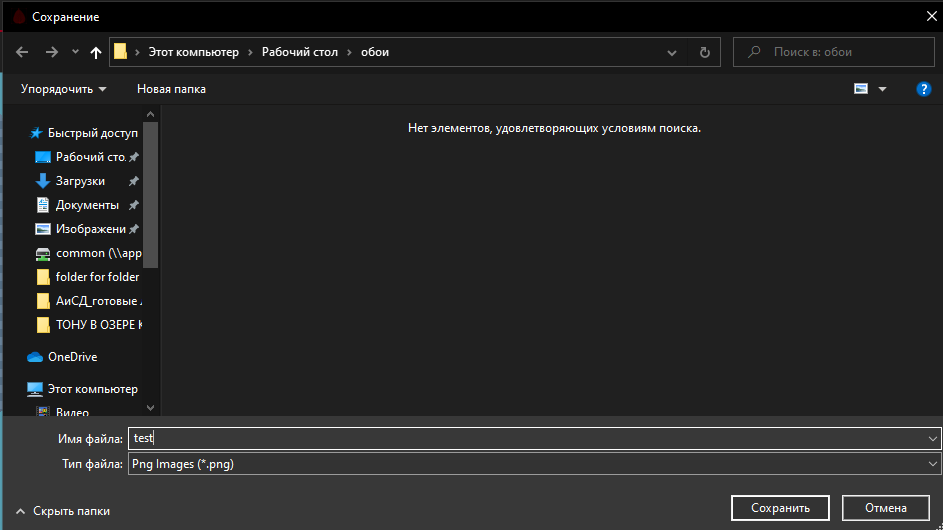 Сохранение
Этот компьютер
Рабочий стол
обои
Поиск в: обои
Упорядочить
Новая папка
?
Быстрый доступ
Рабочий сто.
Загрузки
Документы
Изображени
common (\\app
folder for folder
АиСД_готовые
ТОНУ В ОЗЕРЕ К
OneDrive
Этот компьютер
Видео
Нет элементов, удовлетворяющих условиям поиска.
Имя файла: test
Тип файла: Png Images (*.png)
Скрыть папки
Сохранить
Отмена